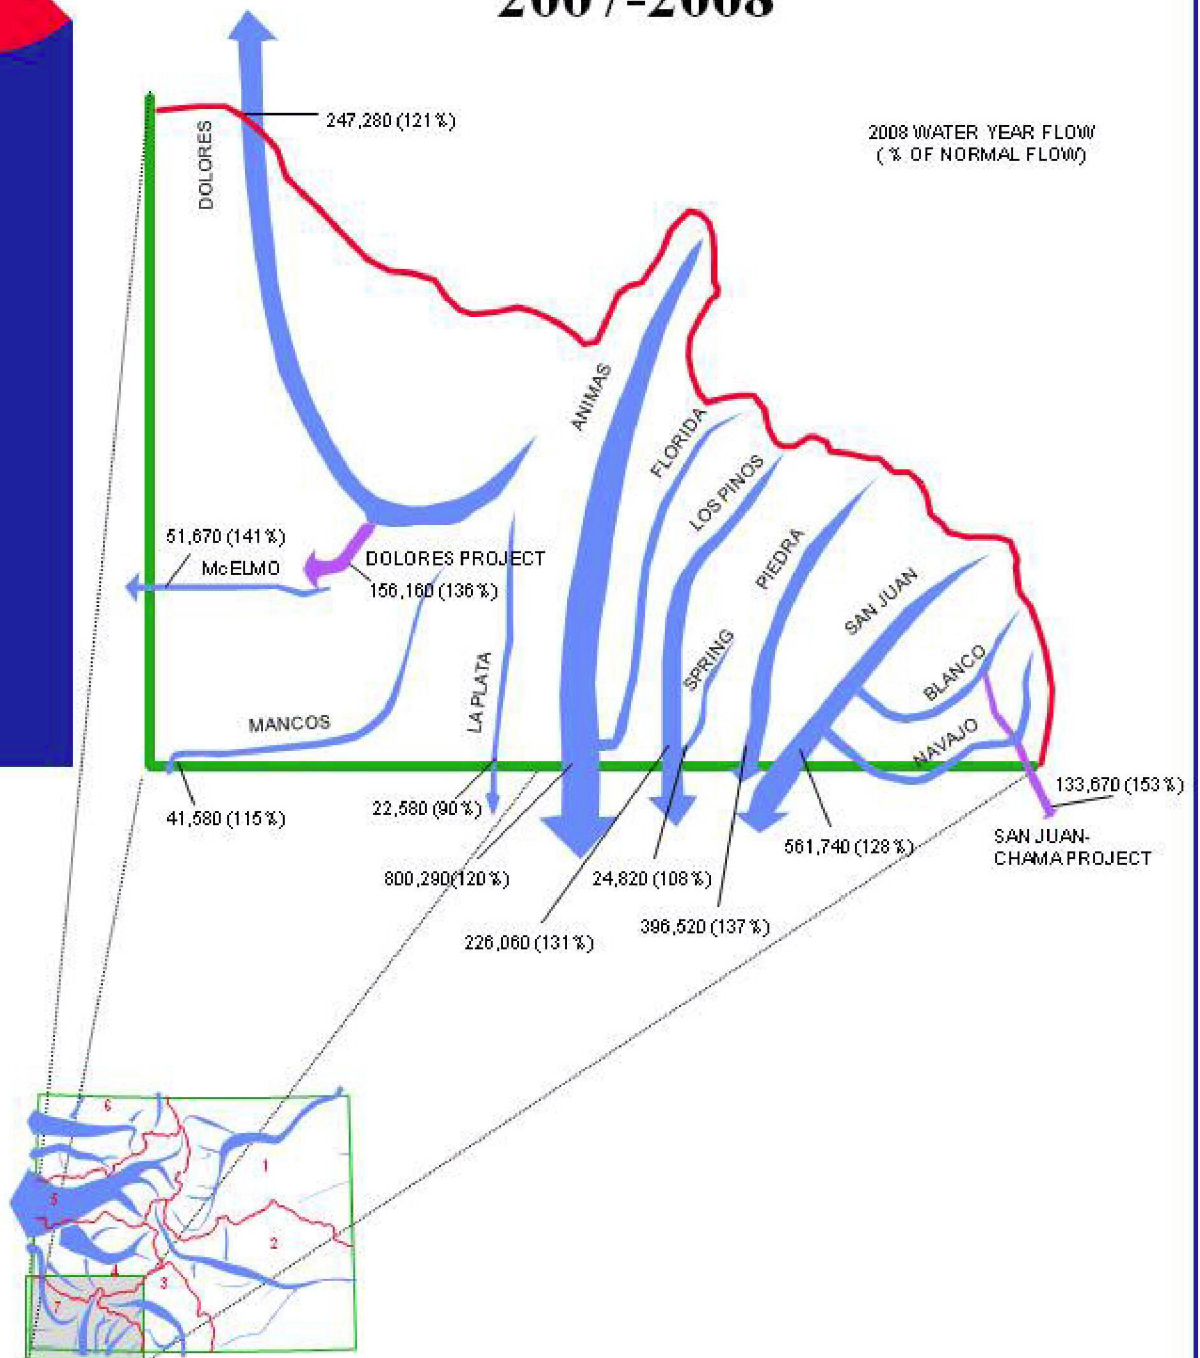 2007-2008
247,280 (121%)
DOLORES
2008 WATER YEAR FLOW
(% OF NORMAL FLOW)
ANIMAS
FLORIDA
LOS PINOS
51,670 (141%)
McELMO
DOLORES PROJECT
156,160 (136%)
PIEDRA
SAN JUAN
SPRING
BLANCO
LA PLATA
MANCOS
NAVAJO
133,670 (153%)
41,580 (115%)
22,580 (90%)
SAN JUAN-
CHAMA PROJECT
561,740 (128%)
800,290(120%)
24,820 (108%)
396,520 (137%)
226,060 (131%)
6
1
5
2
4
3
7